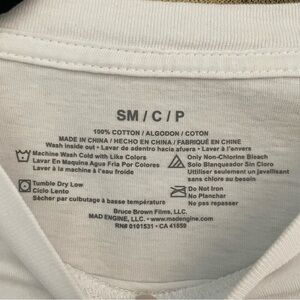 SM / C / P
100% COTTON / ALGODON / COTON
MADE IN CHINA / HECHO EN CHINA / FABRIQUÉ EN CHINE
Wash inside out • Lavar de adentro hacia afuera • Laver à l'envers
Machine Wash Cold with Like Colors
Lavar En Maquina Agua Fria Por Colores
Laver à la machine à l'eau froide
Only Non-Chlorine Bleach
Solo Blanqueador Sin Cloro
Utiliser seulement un javellisant
sans chlore au besoin
Tumble Dry Low
Ciclo Lento
Sécher par culbutage à basse température
Do Not Iron
No Planchar
Ne pas repasser
Bruce Brown Films, LLC.
MAD ENGINE, LLC. • www.madengine.com
RN# 0101531 • CA 41859